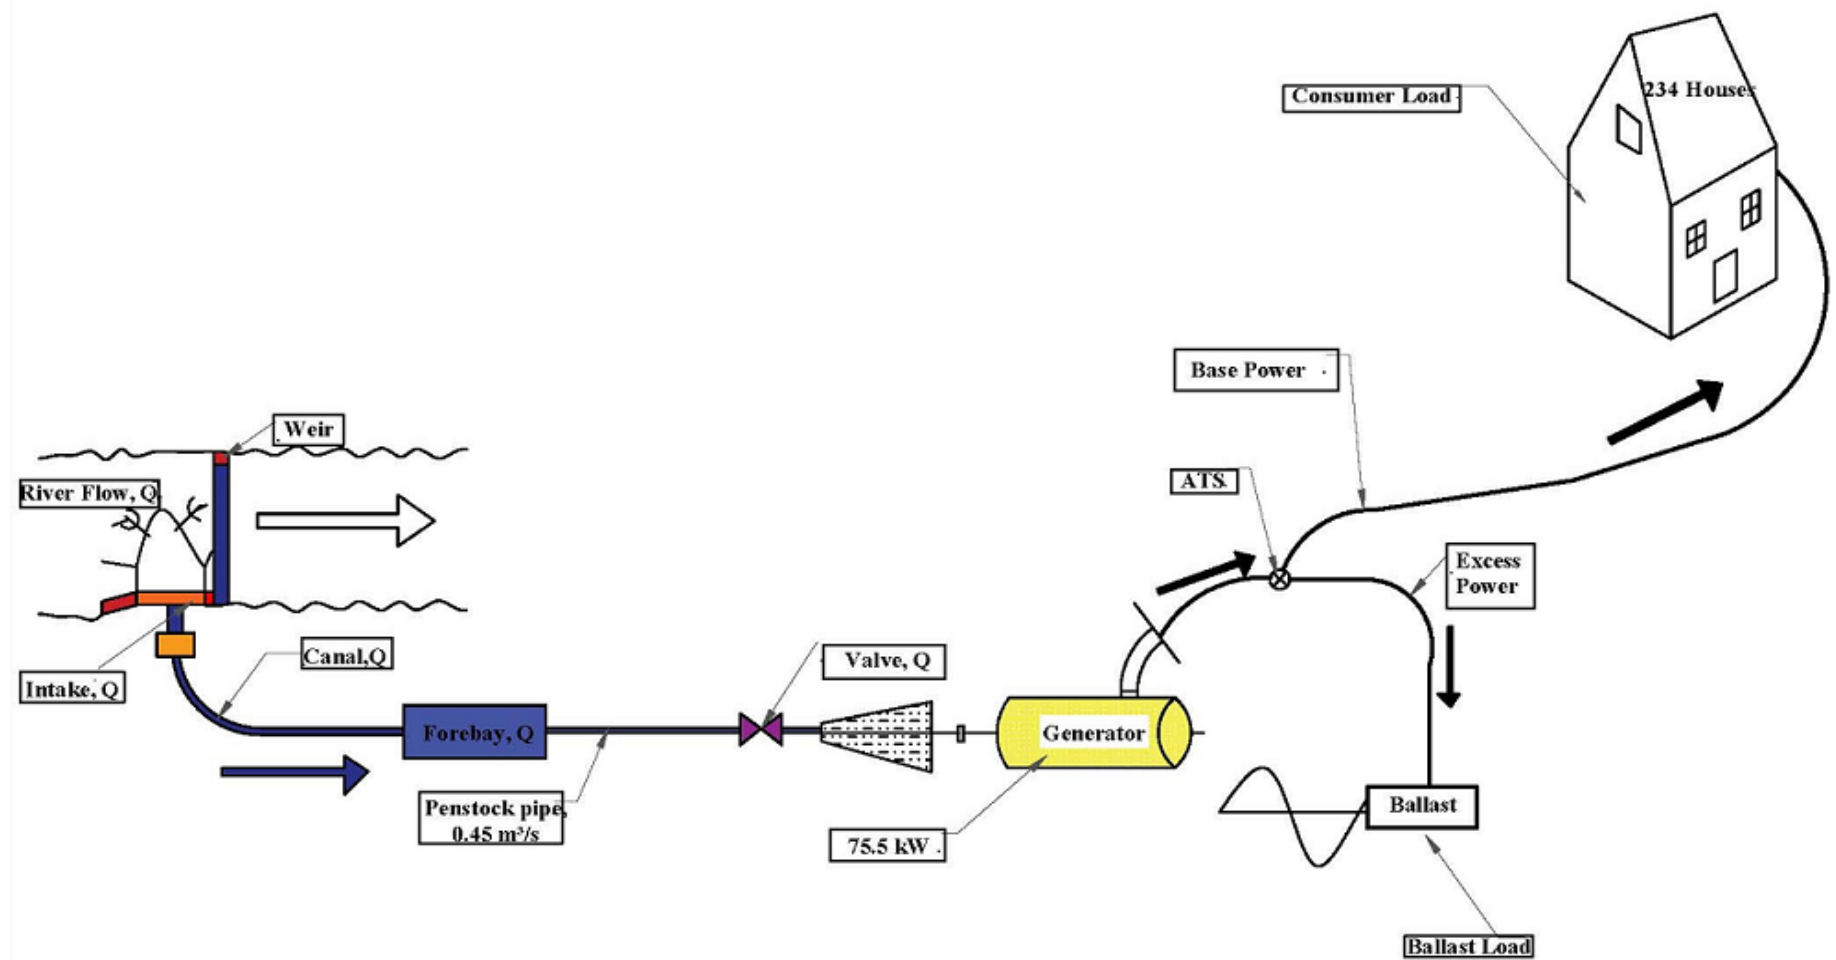 234 Houses
Consumer Load
Base Power
Weir
ATS
River Flow, Q
Excess
Power
Canal,Q
Valve, Q
Intake, Q
Forebay, Q
Generator
Penstock pipe,
0.45 m³/s
Ballast
75.5 kW
Ballast Load